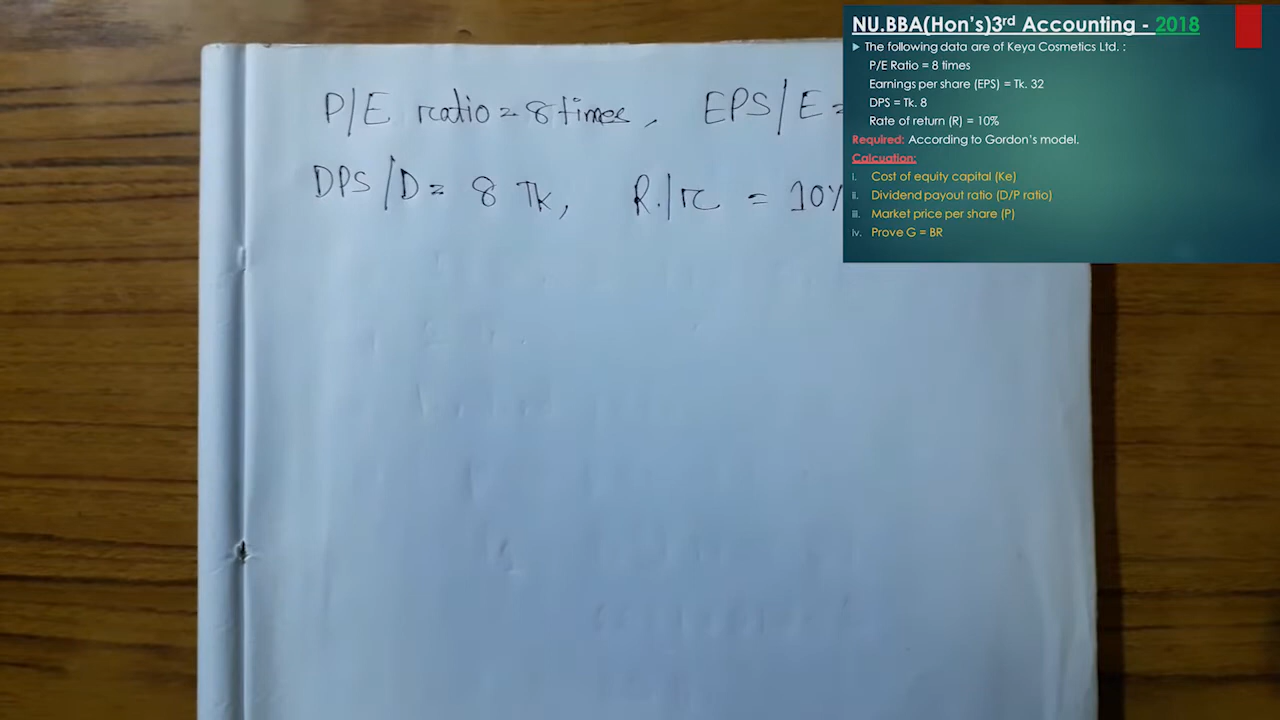 P/E ratio = 8 times, EPS/E =
DPS/D = 8 Tk, R/r = 10%
NU.BBA(Hon's)3rd Accounting - 2018
The following data are of Keya Cosmetics Ltd. :
P/E Ratio = 8 times
Earnings per share (EPS) = Tk. 32
DPS = Tk. 8
Rate of return (R) = 10%
Required: According to Gordon's model.
Calcuation:
i. Cost of equity capital (Ke)
ii. Dividend payout ratio (D/P ratio)
iii. Market price per share (P)
iv. Prove G = BR